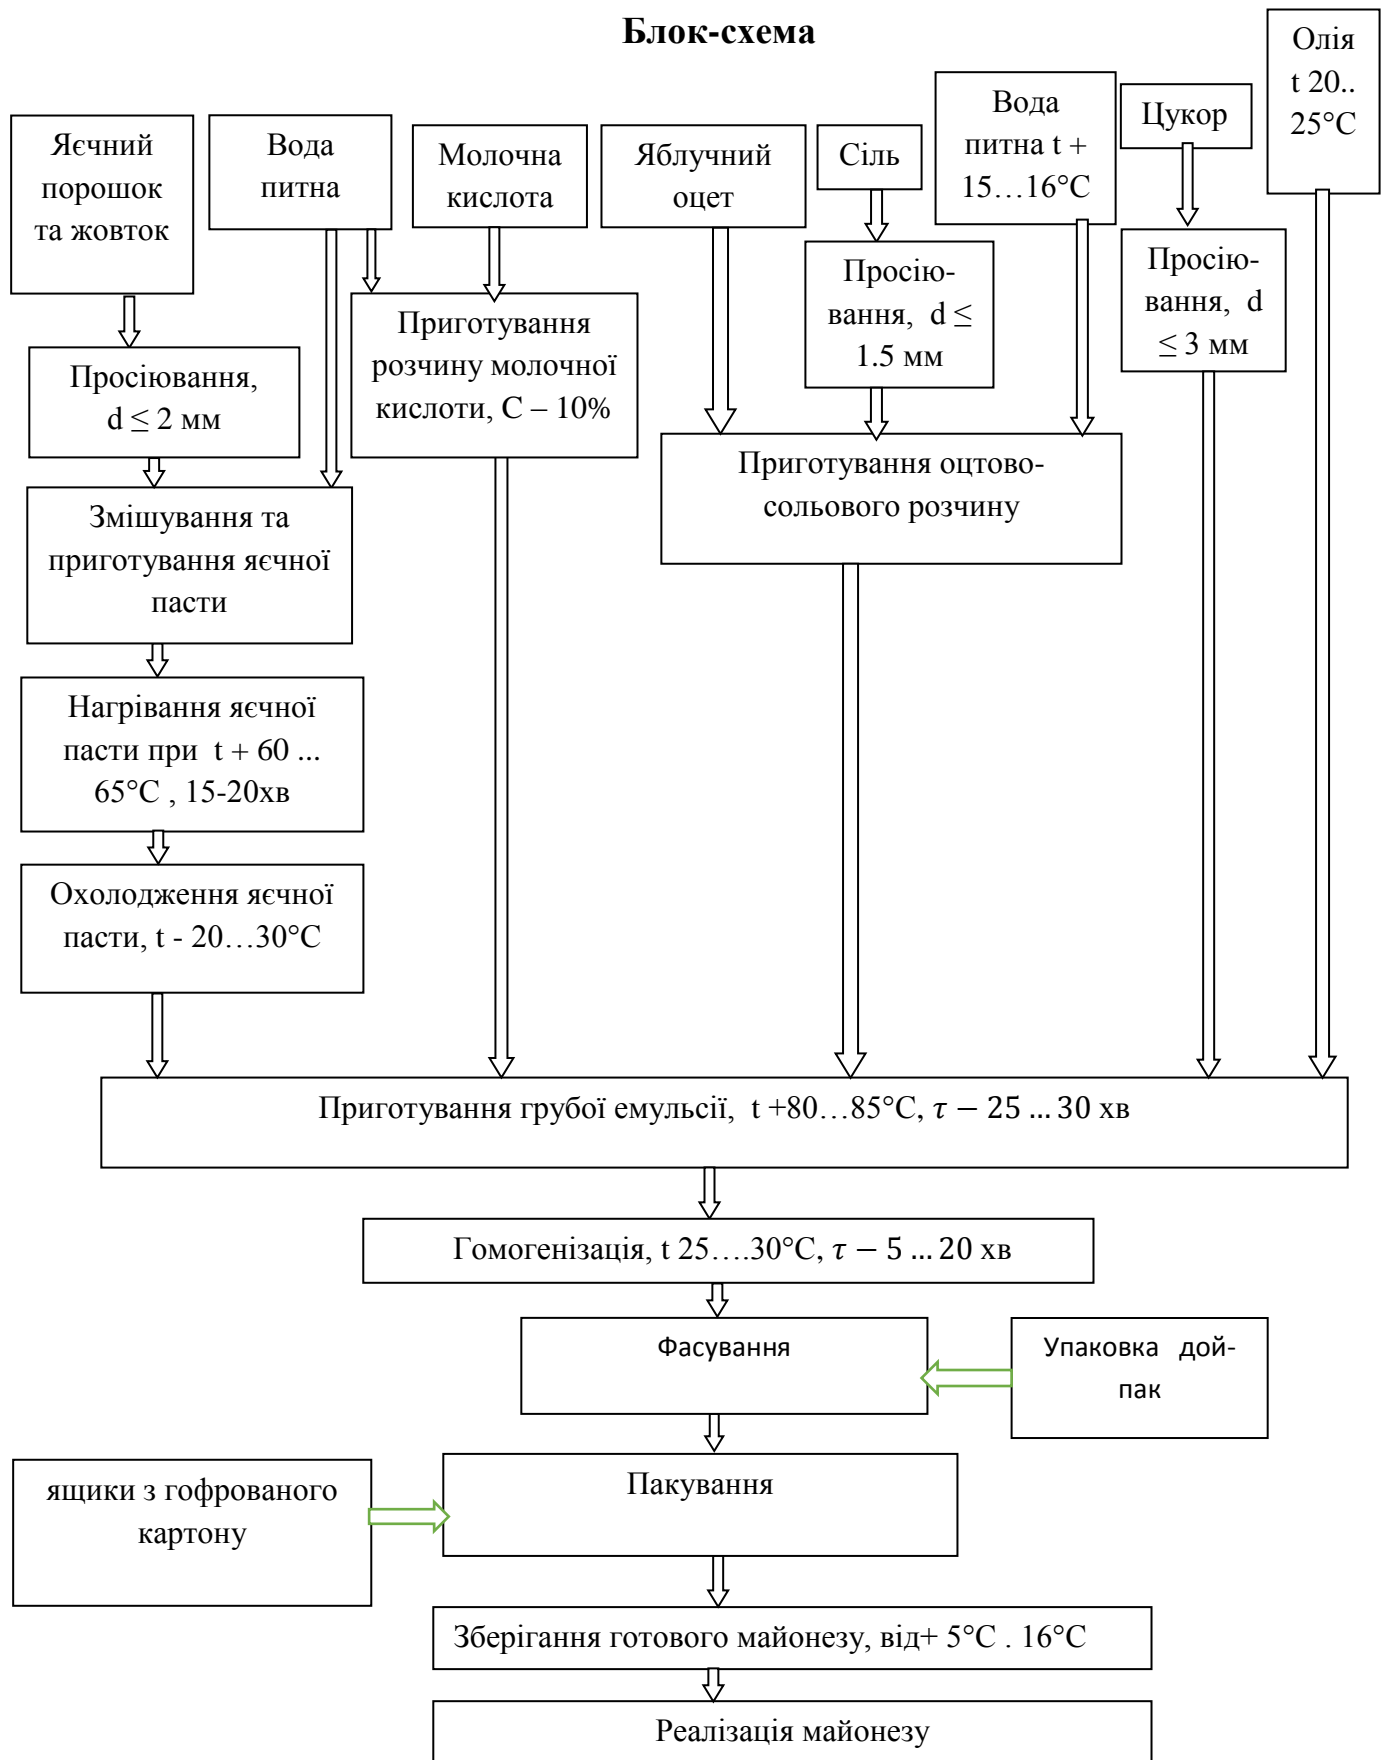 Блок-схема
Яєчний
порошок
та жовток
Вода
питна
Молочна
кислота
Яблучний
оцет
Сіль
Вода
питна t +
15…16°С
Цукор
Олія
t 20..
25°С
Просію-
вання,  d ≤
1.5 мм
Просію-
вання,  d
≤ 3 мм
Приготування
розчину молочної
кислоти, С – 10%
Просіювання,
d ≤ 2 мм
Приготування оцтово-
сольового розчину
Змішування та
приготування яєчної
пасти
Нагрівання яєчної
пасти при  t + 60 ...
65°С , 15-20хв
Охолодження яєчної
пасти, t - 20…30°С
Приготування грубої емульсії,  t +80…85°С, τ − 25 … 30 хв
Гомогенізація, t 25….30°С, τ − 5 … 20 хв
Фасування
Упаковка   дой-
пак
Пакування
ящики з гофрованого
картону
Зберігання готового майонезу, від+ 5°С . 16°С
Реалізація майонезу